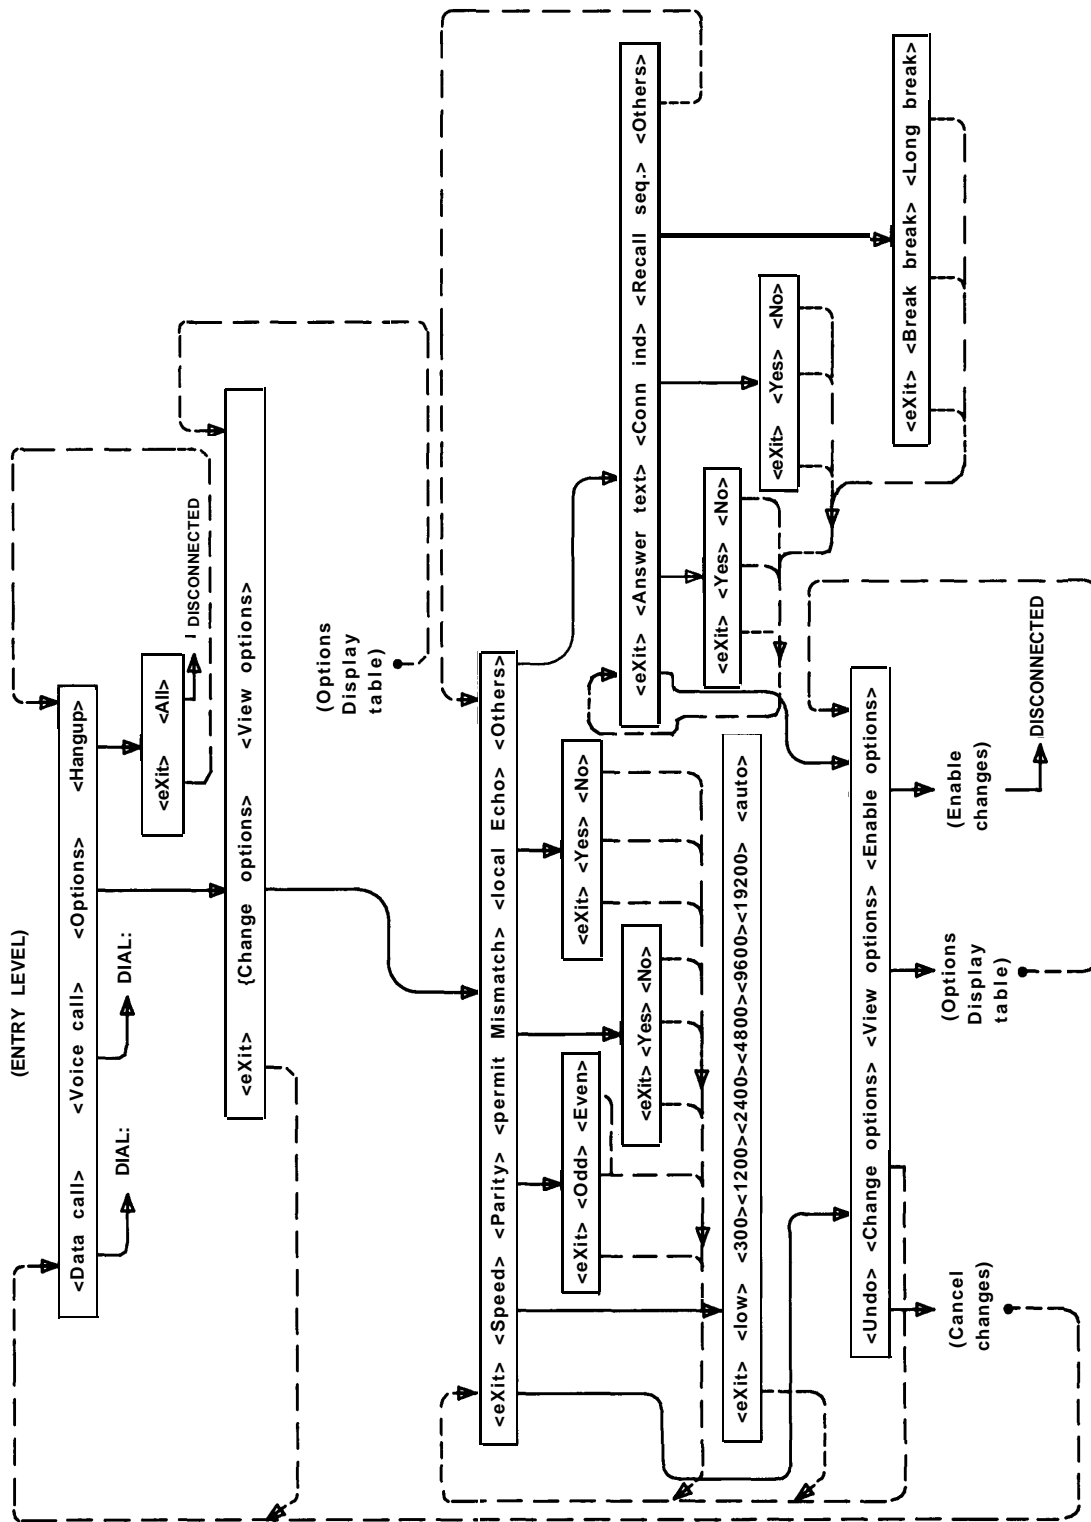 (ENTRY LEVEL)
<Data call> <Voice call> <Options> <Hangup>
DIAL:
DIAL:
<eXit> <All>
DISCONNECTED
<eXit> {Change options> <View options>
(Options
Display
table)
<eXit> <Speed> <Parity> <permit Mismatch> <local Echo> <Others>
<eXit> <Odd> <Even>
<eXit> <Yes> <No>
<eXit> <Yes> <No>
<eXit> <low> <300><1200><2400><4800><9600><19200> <auto>
<eXit> <Answer text> <Conn ind> <Recall seq.> <Others>
<eXit> <Yes> <No>
<eXit> <Yes> <No>
<eXit> <Break break> <Long break>
<Undo> <Change options> <View options> <Enable options>
(Cancel
changes)
(Options
Display
table)
(Enable
changes)
DISCONNECTED